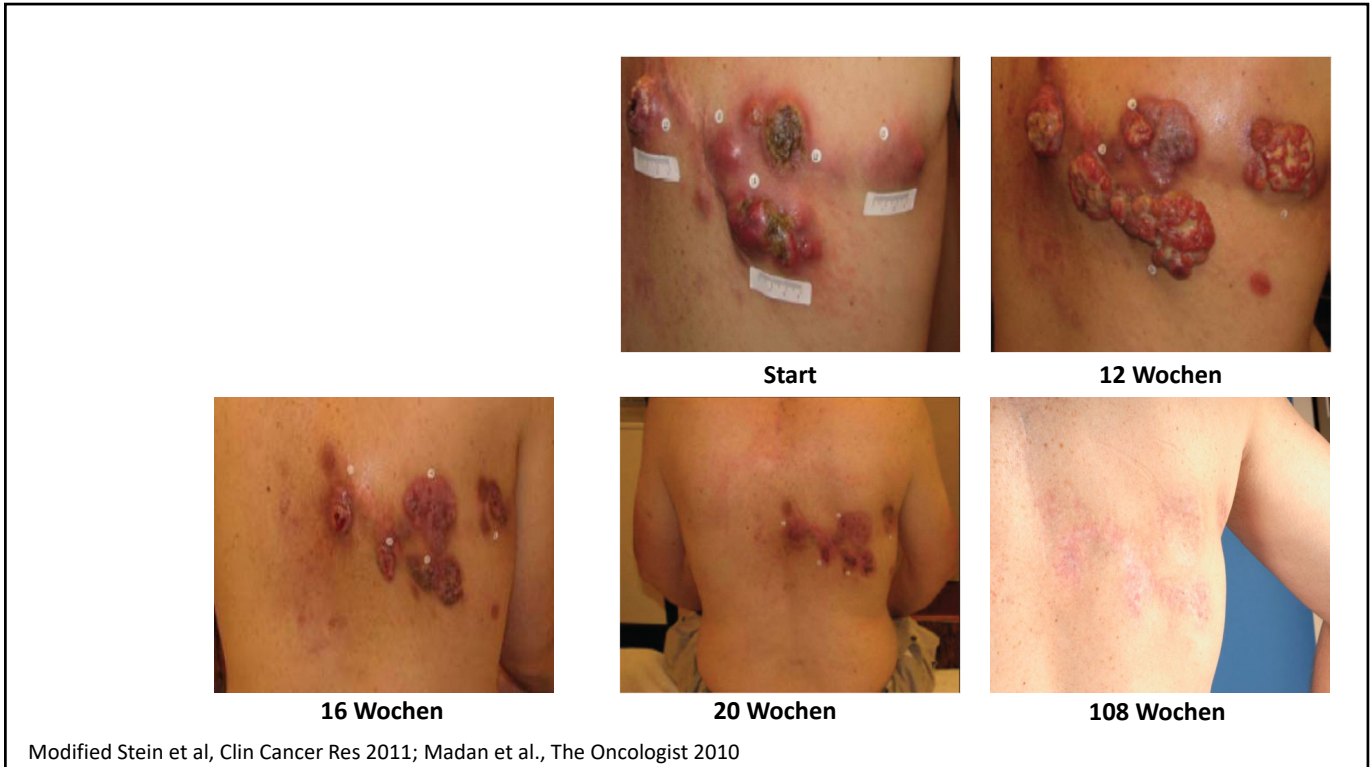 Start
12 Wochen
16 Wochen
20 Wochen
108 Wochen
Modified Stein et al, Clin Cancer Res 2011; Madan et al., The Oncologist 2010